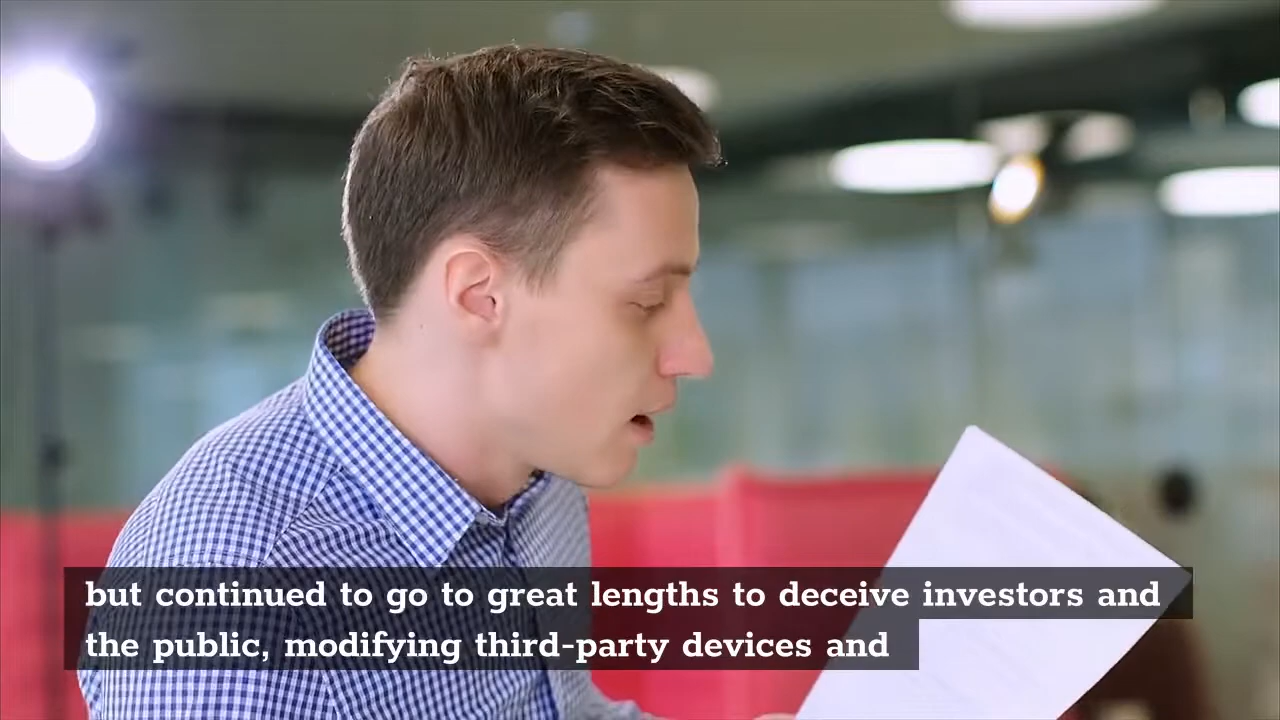 but continued to go to great lengths to deceive investors and
the public, modifying third-party devices and